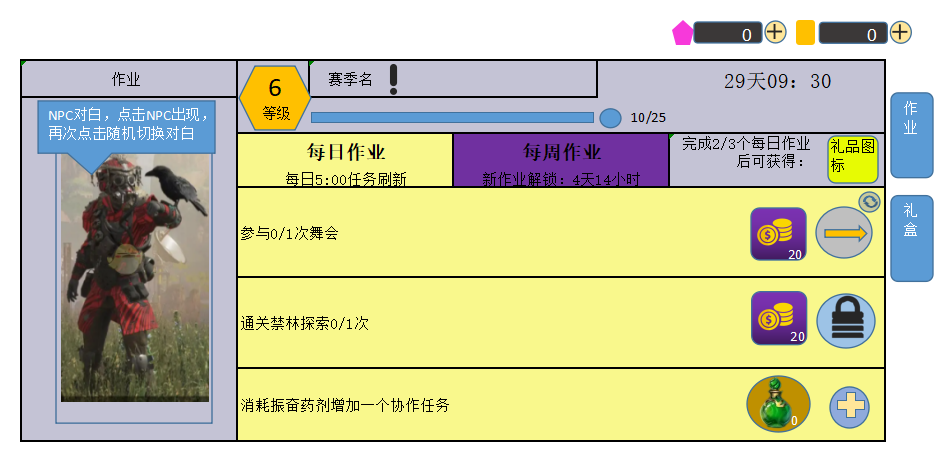 0
0
作业
6
等级
赛季名
29天09：30
10/25
作业
NPC对白，点击NPC出现，
再次点击随机切换对白
每日作业
每日5:00任务刷新
每周作业
新作业解锁：4天14小时
完成2/3个每日作业
后可获得：
礼品图
标
礼盒
参与0/1次舞会
20
通关禁林探索0/1次
20
消耗振奋药剂增加一个协作任务
0